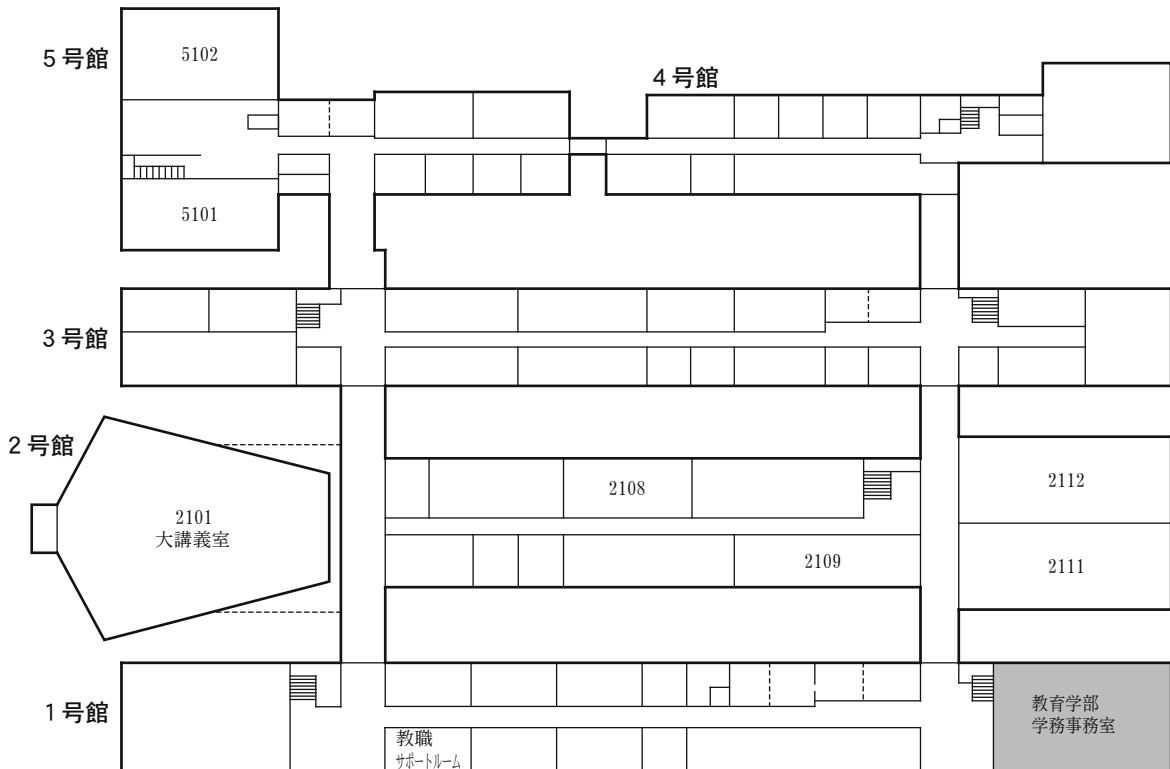 5号館
5102
4号館
5101
3号館
2号館
2108
2112
2101
大講義室
2109
2111
1号館
教育学部
学務事務室
教職
サポートルーム